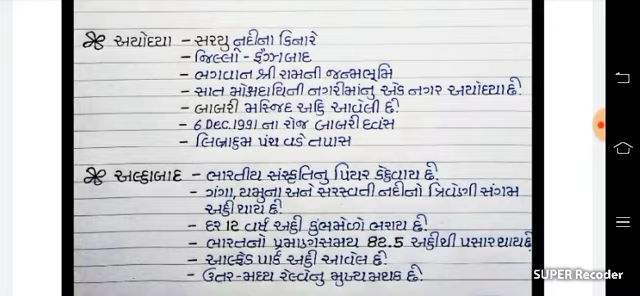 ⌘ અયોધ્યા - સરયુ નદીના કિનારે
- જિલ્લો - ફૈઝાબાદ
- ભગવાન શ્રી રામની જન્મભૂમિ
- સાત મોક્ષદાયિની નગરીમાંનુ એક નગર અયોધ્યા છે.
- બાબરી મસ્જિદ અહિં આવેલી છે.
- 6 Dec. 1991 ના રોજ બાબરી ધ્વંસ
- લિબ્રાહમ પંચ વડે તપાસ
⌘ અલ્હાબાદ - ભારતીય સંસ્કૃતિનુ પિયર કહેવાય છે.
- ગંગા, યમુના અને સરસ્વતી નદીનો ત્રિવેણી સંગમ
અહીં થાય છે.
- દર 12 વર્ષે અહીં કુંભમેળો ભરાય છે.
- ભારતનો પ્રમાણસમય 82.5 અહીંથી પસાર થાય છે
- આલ્ફ્રેડ પાર્ક અહીં આવેલ છે.
- ઉત્તર-મધ્ય રેલ્વેનુ મુખ્યમથક છે.
SUPER Recorder